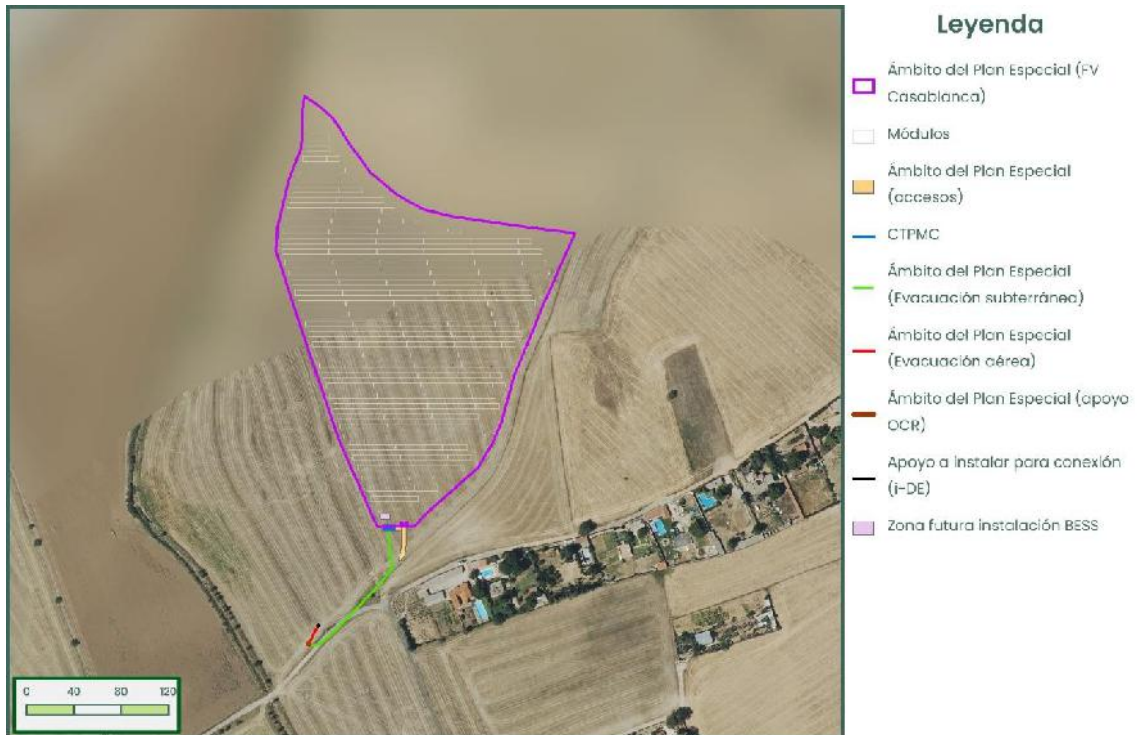 Leyenda
Ámbito del Plan Especial (FV
Casablanca)
Módulos
Ámbito del Plan Especial
(accesos)
CTPMC
Ámbito del Plan Especial
(Evacuación subterránea)
Ámbito del Plan Especial
(Evacuación aérea)
Ámbito del Plan Especial (apoyo
OCR)
Apoyo a instalar para conexión
(i-DE)
Zona futura instalación BESS
0 40 80 120